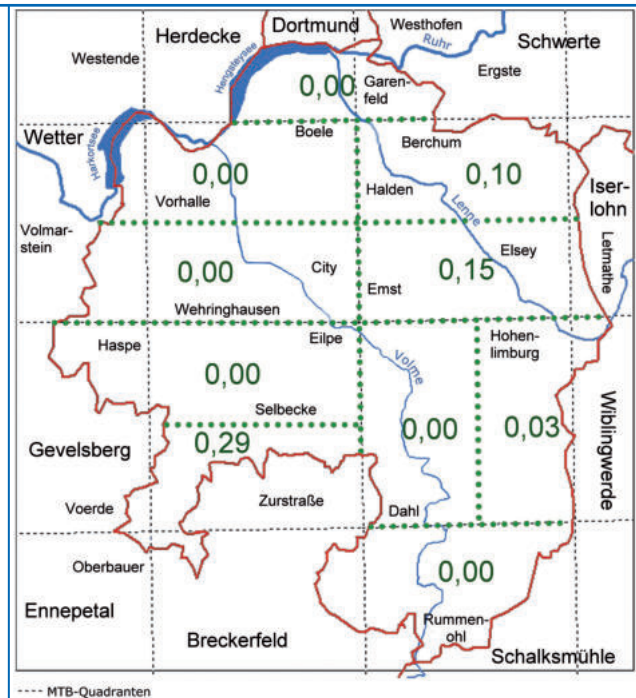 Dortmund
Herdecke
Westhofen
Ruhr
Schwerte
Westende
Hengsteysee
Ergste
0,00
Garen-
feld
Wetter
Harkortsee
Boele
Berchum
0,00
0,10
Iser-
lohn
Vorhalle
Halden
Lenne
Volmar-
stein
City
Elsey
Letmathe
0,00
0,15
Emst
Wehringhausen
Haspe
Eilpe
Hohen-
limburg
Volme
0,00
Selbecke
0,00
0,03
Wiblingwerde
Gevelsberg
0,29
Voerde
Zurstraße
Dahl
Oberbauer
0,00
Ennepetal
Rummen-
ohl
Breckerfeld
Schalksmühle
---- MTB-Quadranten